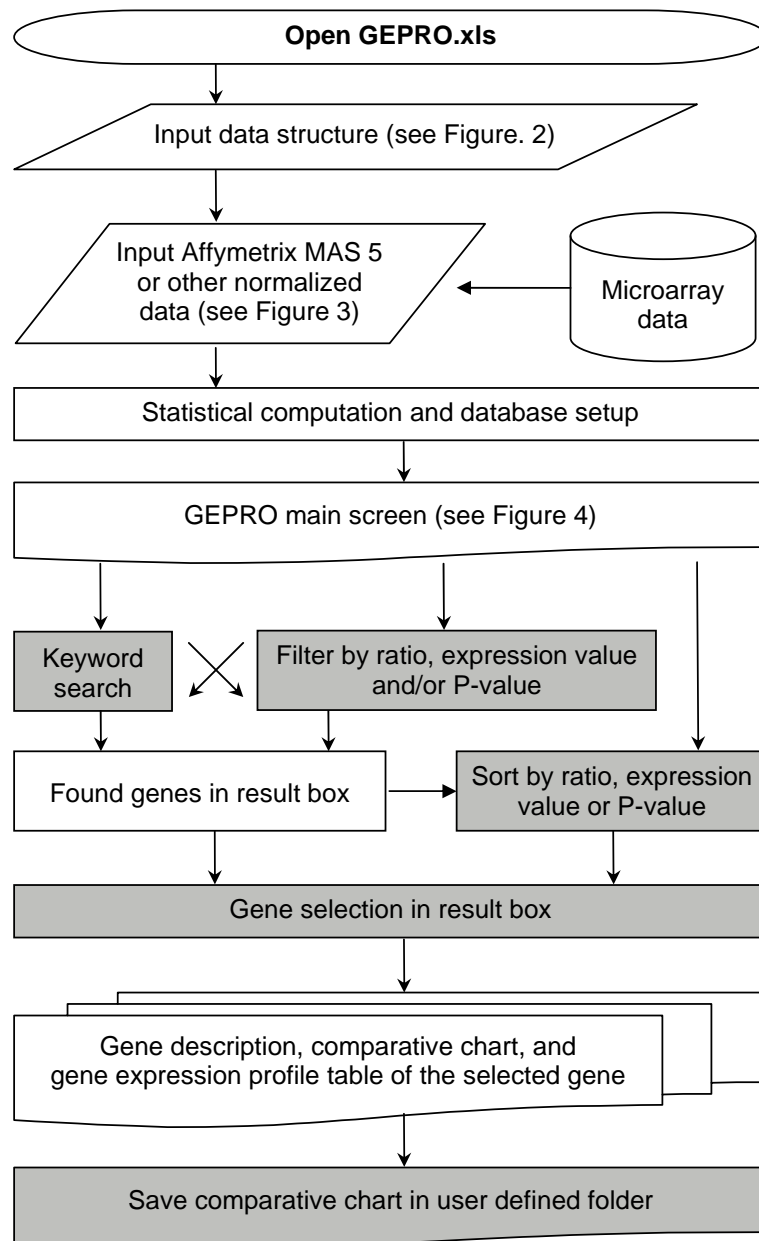 Open GEPRO.xls
Input data structure (see Figure. 2)
Input Affymetrix MAS 5
or other normalized
data (see Figure 3)
Microarray
data
Statistical computation and database setup
GEPRO main screen (see Figure 4)
Keyword
search
Filter by ratio, expression value
and/or P-value
Found genes in result box
Sort by ratio, expression
value or P-value
Gene selection in result box
Gene description, comparative chart, and
gene expression profile table of the selected gene
Save comparative chart in user defined folder